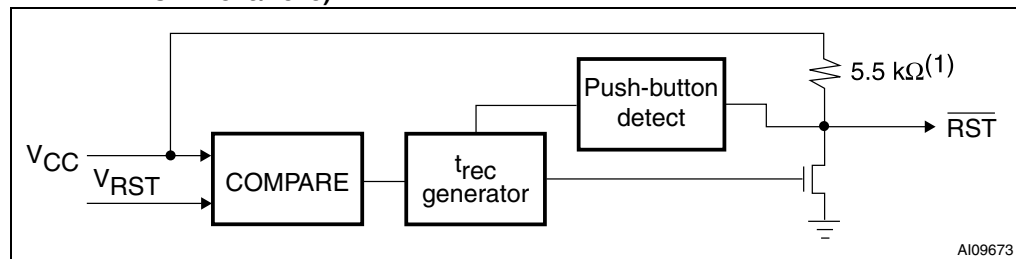 5.5 kΩ(1)
Push-button
detect
RST
VCC
VRST
COMPARE
trec
generator
AI09673